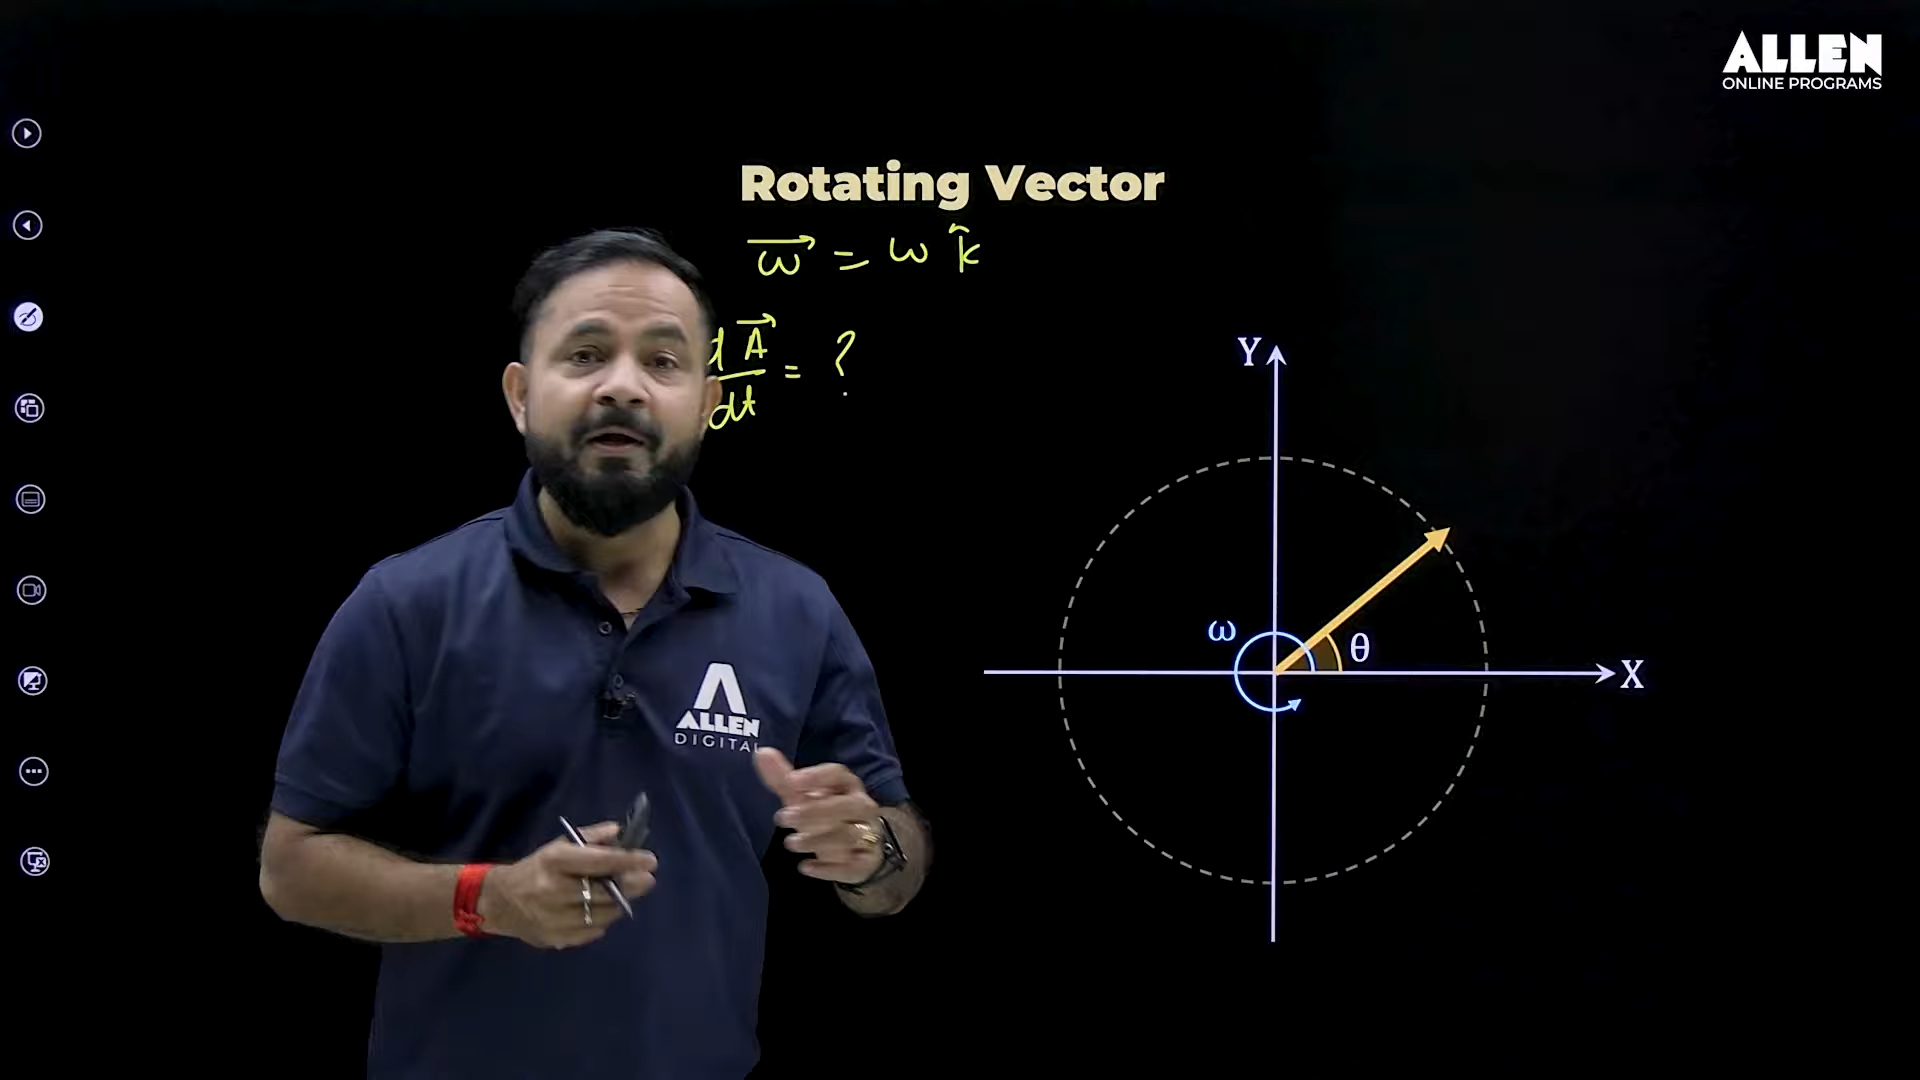 ALLEN
ONLINE PROGRAMS
Rotating Vector
ω⃗ = ω k̂
dA⃗/dt = ?
Y
ω
θ
X
ALLEN
DIGITAL